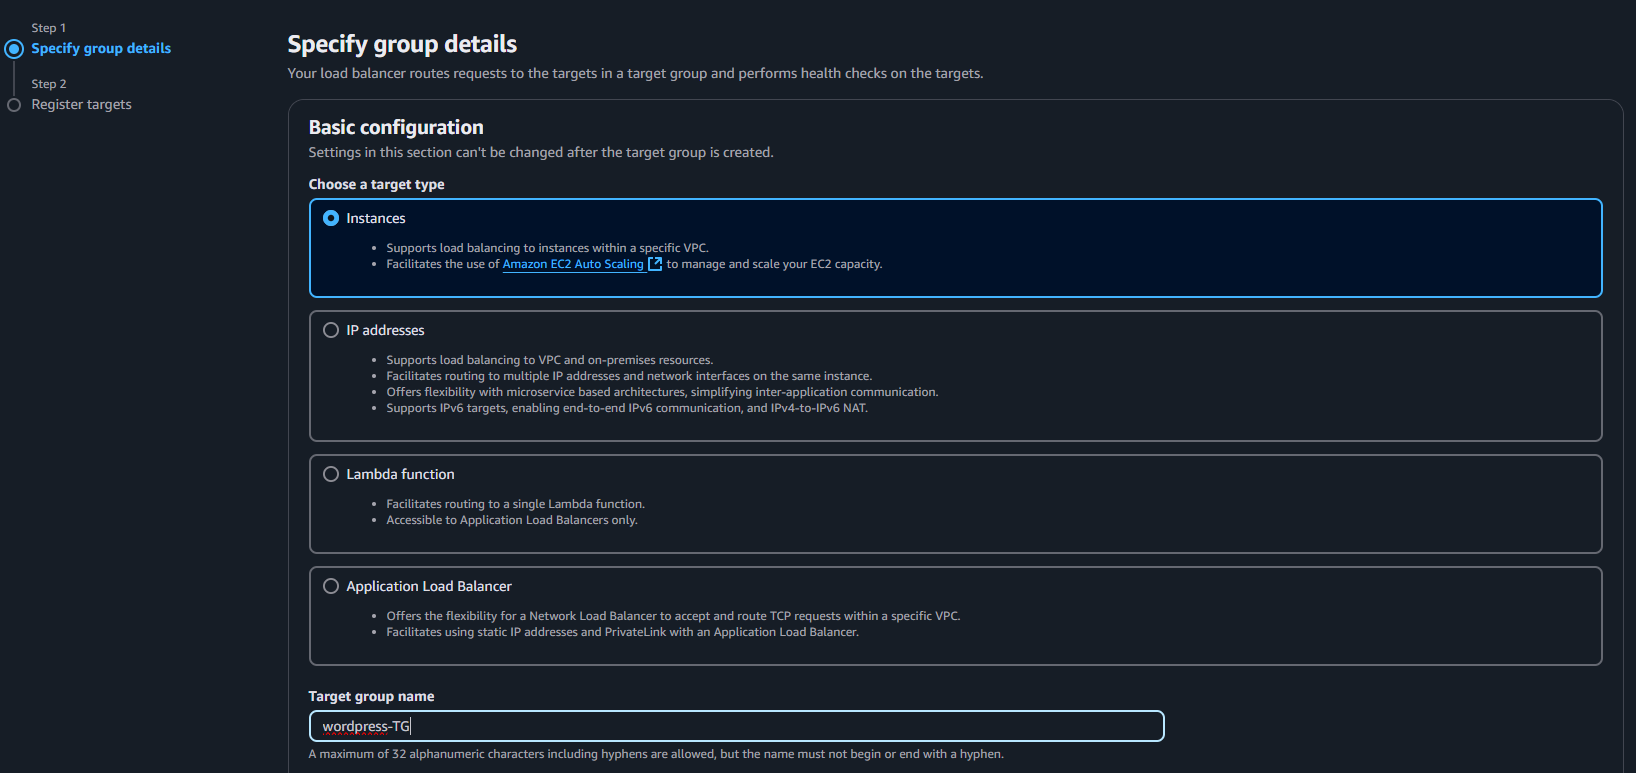 Step 1
Specify group details
Step 2
Register targets
Specify group details
Your load balancer routes requests to the targets in a target group and performs health checks on the targets.
Basic configuration
Settings in this section can't be changed after the target group is created.
Choose a target type
Instances
• Supports load balancing to instances within a specific VPC.
• Facilitates the use of Amazon EC2 Auto Scaling to manage and scale your EC2 capacity.
IP addresses
• Supports load balancing to VPC and on-premises resources.
• Facilitates routing to multiple IP addresses and network interfaces on the same instance.
• Offers flexibility with microservice based architectures, simplifying inter-application communication.
• Supports IPv6 targets, enabling end-to-end IPv6 communication, and IPv4-to-IPv6 NAT.
Lambda function
• Facilitates routing to a single Lambda function.
• Accessible to Application Load Balancers only.
Application Load Balancer
• Offers the flexibility for a Network Load Balancer to accept and route TCP requests within a specific VPC.
• Facilitates using static IP addresses and PrivateLink with an Application Load Balancer.
Target group name
wordpress-TG
A maximum of 32 alphanumeric characters including hyphens are allowed, but the name must not begin or end with a hyphen.